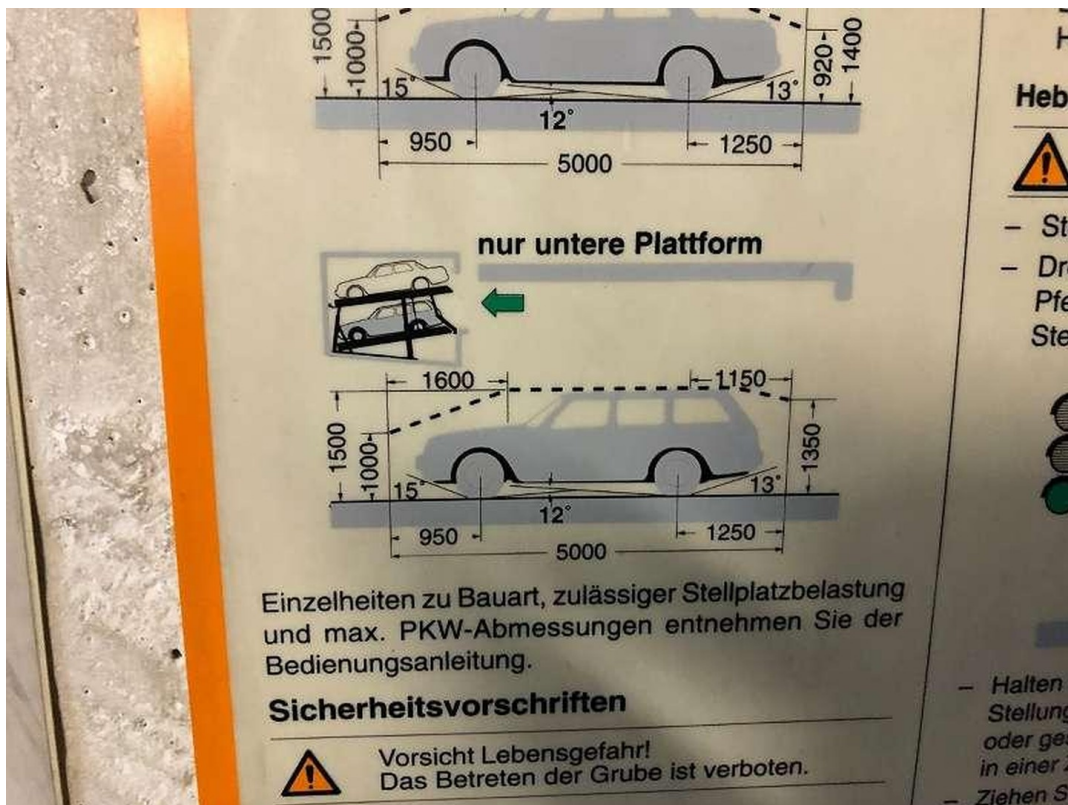 1500
1000
15°
12°
13°
920
1400
950
1250
5000
nur untere Plattform
1600
1150
1500
1000
1350
15°
12°
13°
950
1250
5000
Einzelheiten zu Bauart, zulässiger Stellplatzbelastung
und max. PKW-Abmessungen entnehmen Sie der
Bedienungsanleitung.
Sicherheitsvorschriften
Vorsicht Lebensgefahr!
Das Betreten der Grube ist verboten.
H
Heb
– St
– Dr
Pfe
Ste
– Halten
Stellung
oder ge
in einer
– Ziehen S